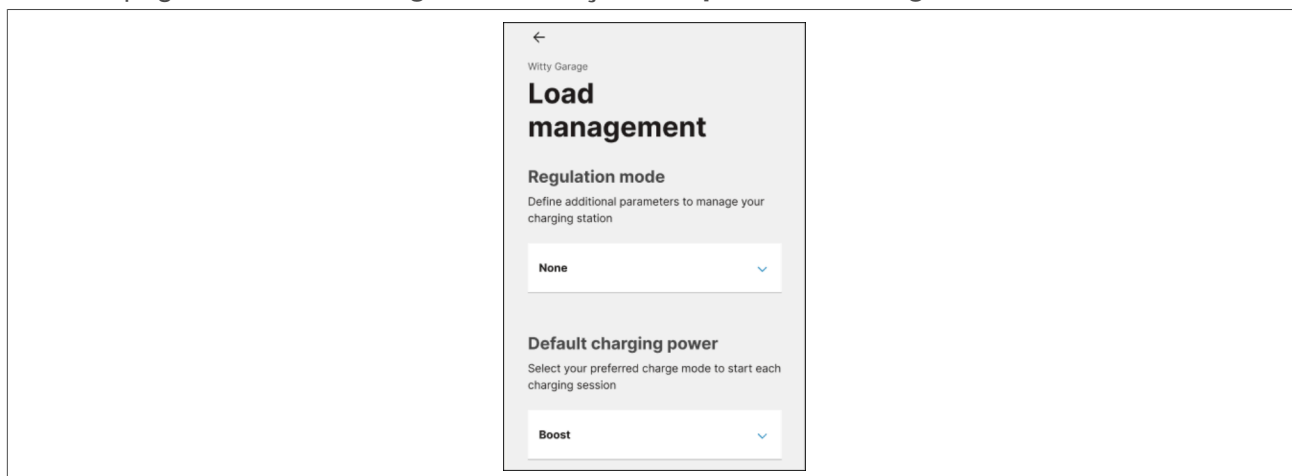 ←
Witty Garage
Load
management
Regulation mode
Define additional parameters to manage your
charging station
None
Default charging power
Select your preferred charge mode to start each
charging session
Boost